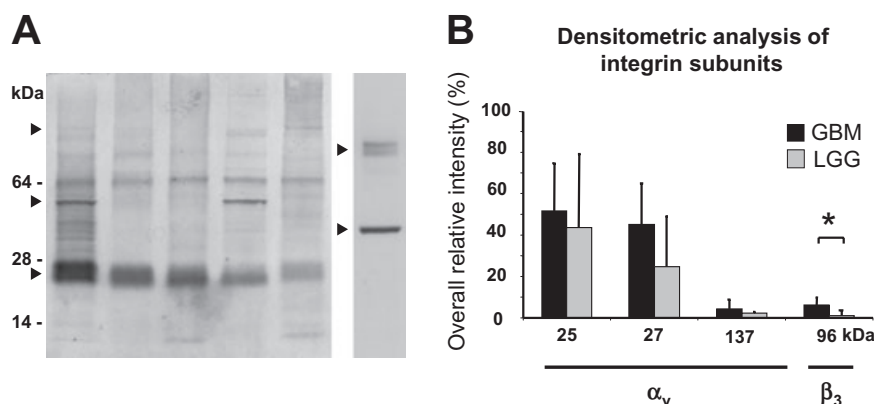 A
kDa
64 -
28 -
14 -
B
Densitometric analysis of
integrin subunits
Overall relative intensity (%)
100
80
60
40
20
0
GBM
LGG
*
25 27 137 96 kDa
αv β3